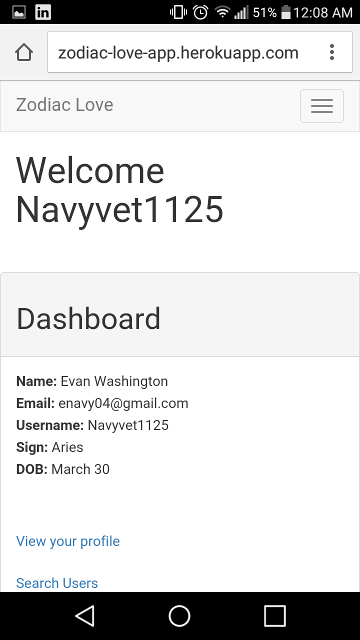 51% 12:08 AM
zodiac-love-app.herokuapp.com
Zodiac Love
Welcome
Navyvet1125
Dashboard
Name: Evan Washington
Email: enavy04@gmail.com
Username: Navyvet1125
Sign: Aries
DOB: March 30
View your profile
Search Users